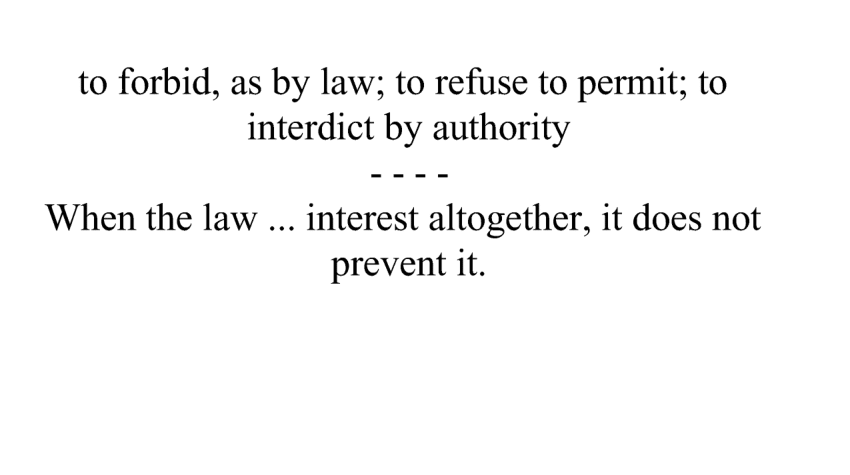 to forbid, as by law; to refuse to permit; to
interdict by authority
- - - -
When the law ... interest altogether, it does not
prevent it.